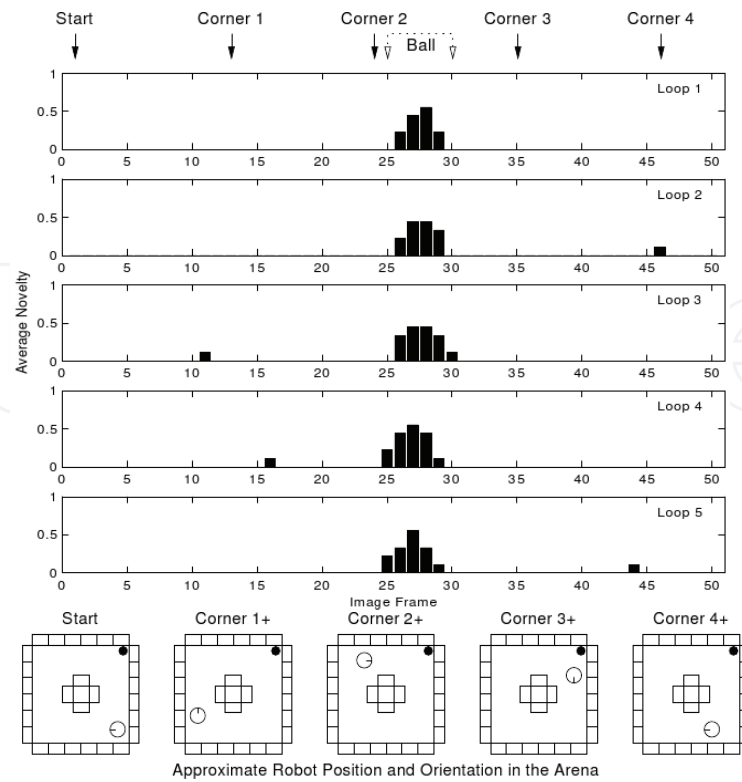 Start Corner 1 Corner 2 Corner 3 Corner 4
Ball
1
0.5
0
Loop 1
0 5 10 15 20 25 30 35 40 45 50
1
0.5
0
Loop 2
0 5 10 15 20 25 30 35 40 45 50
Average Novelty
1
0.5
0
Loop 3
0 5 10 15 20 25 30 35 40 45 50
1
0.5
0
Loop 4
0 5 10 15 20 25 30 35 40 45 50
1
0.5
0
Loop 5
0 5 10 15 20 25 30 35 40 45 50
Image Frame
Start Corner 1+ Corner 2+ Corner 3+ Corner 4+
Approximate Robot Position and Orientation in the Arena